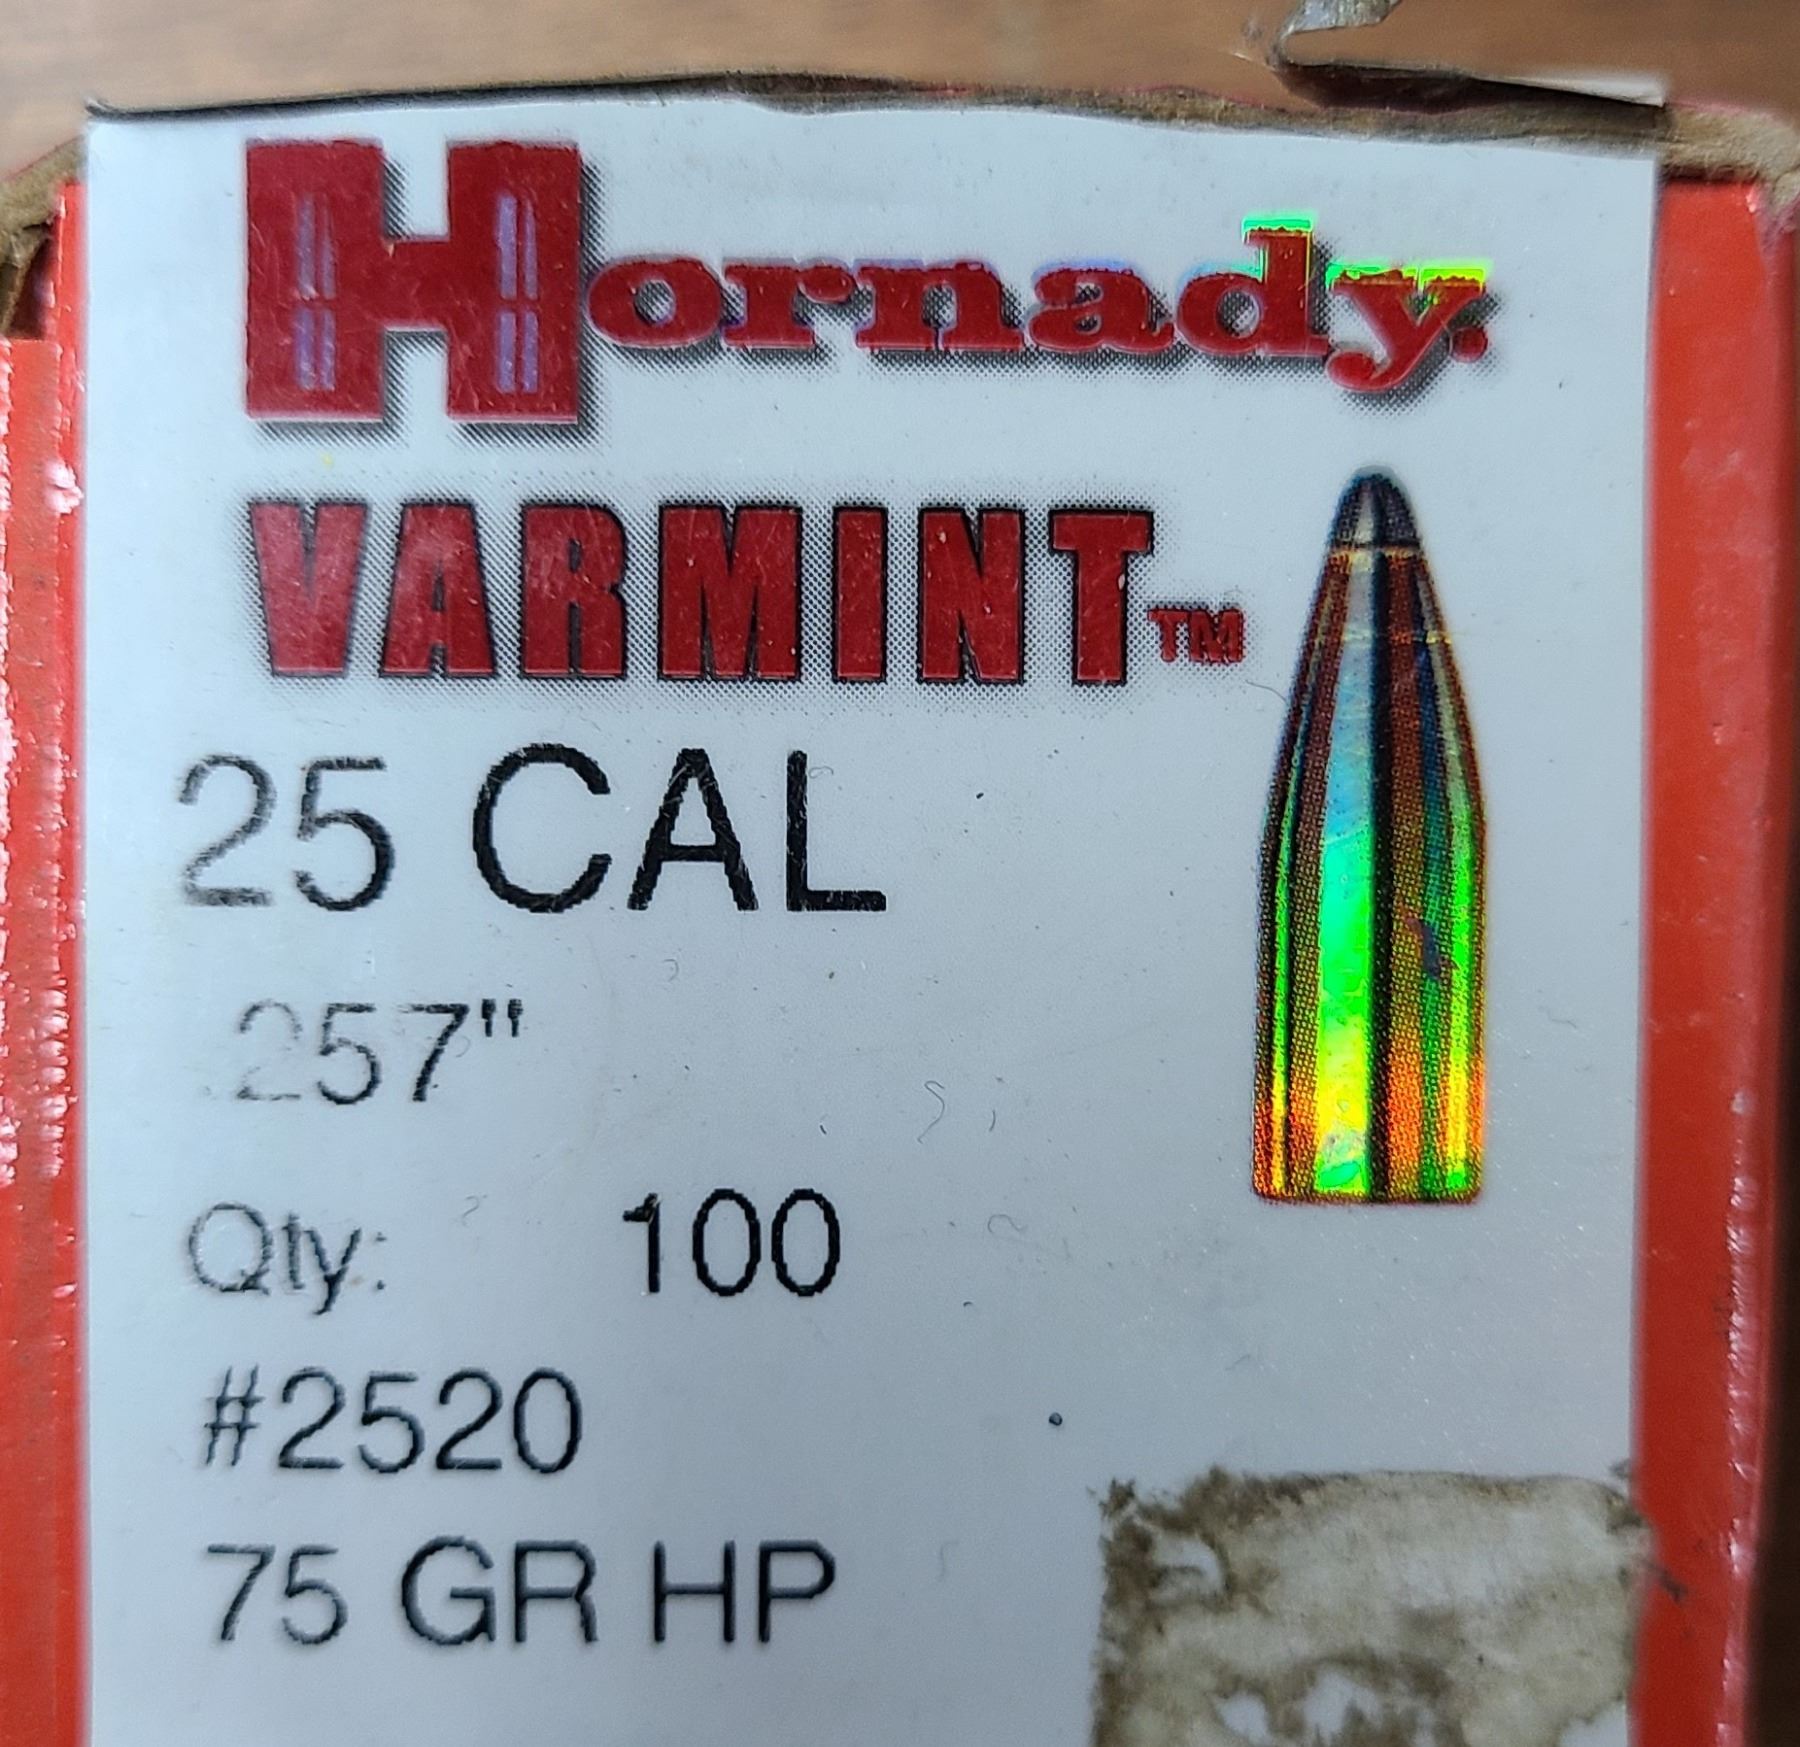 Hornady.
VARMINT™
25 CAL
.257"
Qty: 100
#2520
75 GR HP